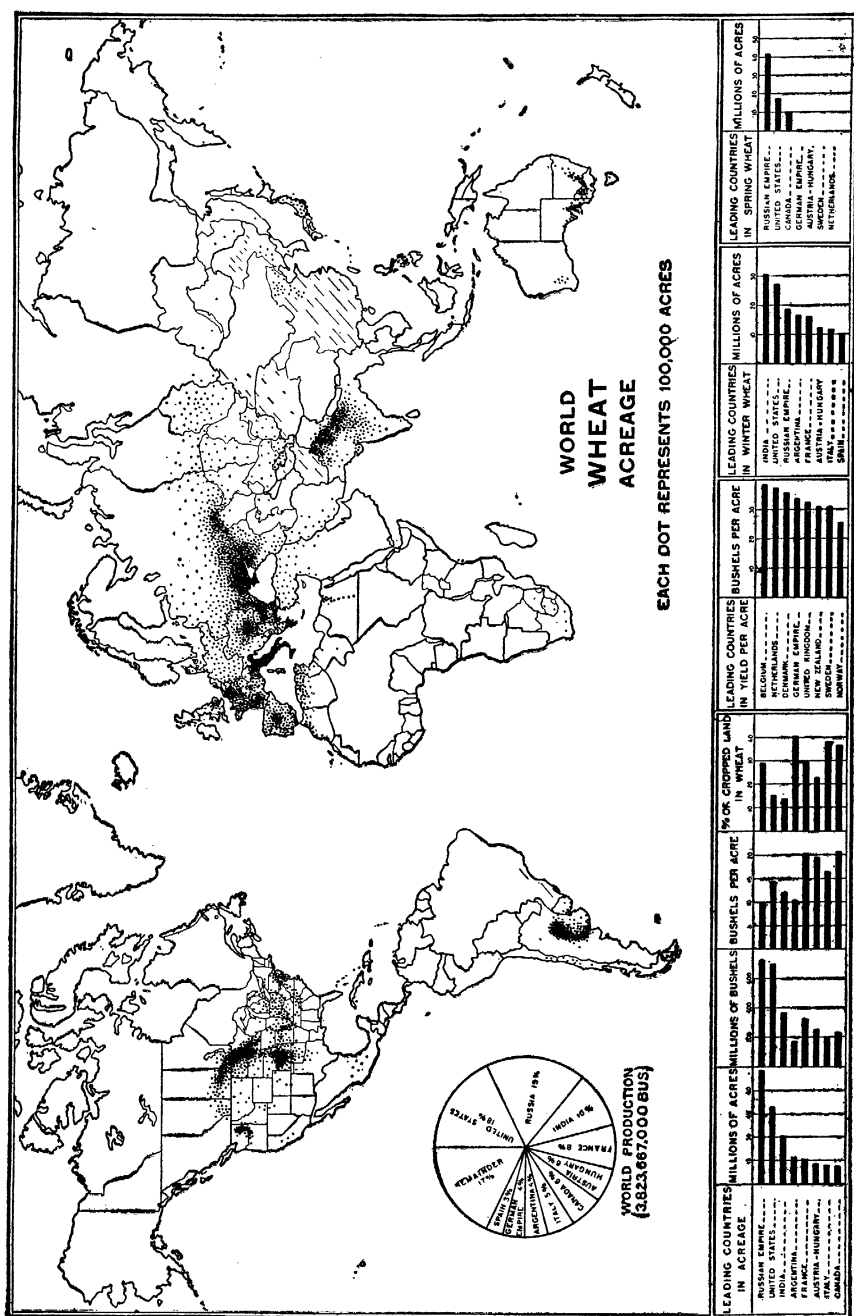 WORLD
WHEAT
ACREAGE
EACH DOT REPRESENTS 100,000 ACRES
UNITED STATES
18%
RUSSIA 19%
INDIA 10%
FRANCE 8%
AUSTRIA
HUNGARY 6%
CANADA 6%
ITALY 5%
ARGENTINA 4%
GERMAN
EMPIRE 4%
SPAIN 3%
REMAINDER
17%
WORLD PRODUCTION
(3,823,667,000 BUS.)
LEADING COUNTRIES
IN ACREAGE
MILLIONS OF ACRES
MILLIONS OF BUSHELS
BUSHELS PER ACRE
% OF CROPPED LAND
IN WHEAT
RUSSIAN EMPIRE
UNITED STATES
INDIA
ARGENTINA
FRANCE
AUSTRIA-HUNGARY
ITALY
CANADA
LEADING COUNTRIES
IN YIELD PER ACRE
BUSHELS PER ACRE
BELGIUM
NETHERLANDS
DENMARK
GERMAN EMPIRE
UNITED KINGDOM
NEW ZEALAND
SWEDEN
NORWAY
LEADING COUNTRIES
IN WINTER WHEAT
MILLIONS OF ACRES
INDIA
UNITED STATES
RUSSIAN EMPIRE
ARGENTINA
FRANCE
AUSTRIA-HUNGARY
ITALY
SPAIN
LEADING COUNTRIES
IN SPRING WHEAT
MILLIONS OF ACRES
RUSSIAN EMPIRE
UNITED STATES
CANADA
GERMAN EMPIRE
AUSTRIA-HUNGARY
SWEDEN
NETHERLANDS